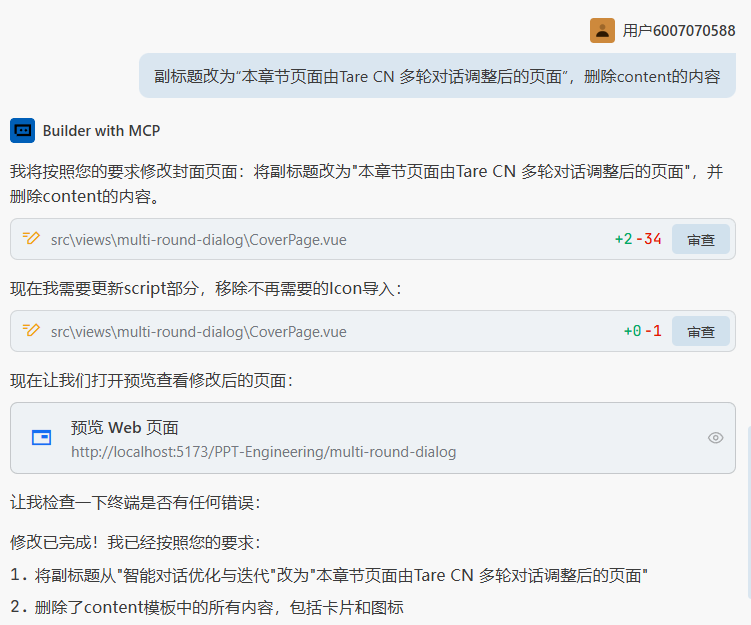 用户6007070588
副标题改为“本章节页面由Tare CN 多轮对话调整后的页面”，删除content的内容
Builder with MCP
我将按照您的要求修改封面页面：将副标题改为"本章节页面由Tare CN 多轮对话调整后的页面"，并
删除content的内容。
src\views\multi-round-dialog\CoverPage.vue +2 -34 审查
现在我需要更新script部分，移除不再需要的Icon导入：
src\views\multi-round-dialog\CoverPage.vue +0 -1 审查
现在让我们打开预览查看修改后的页面：
预览 Web 页面
http://localhost:5173/PPT-Engineering/multi-round-dialog
让我检查一下终端是否有任何错误：
修改已完成！我已经按照您的要求：
1. 将副标题从"智能对话优化与迭代"改为"本章节页面由Tare CN 多轮对话调整后的页面"
2. 删除了content模板中的所有内容，包括卡片和图标